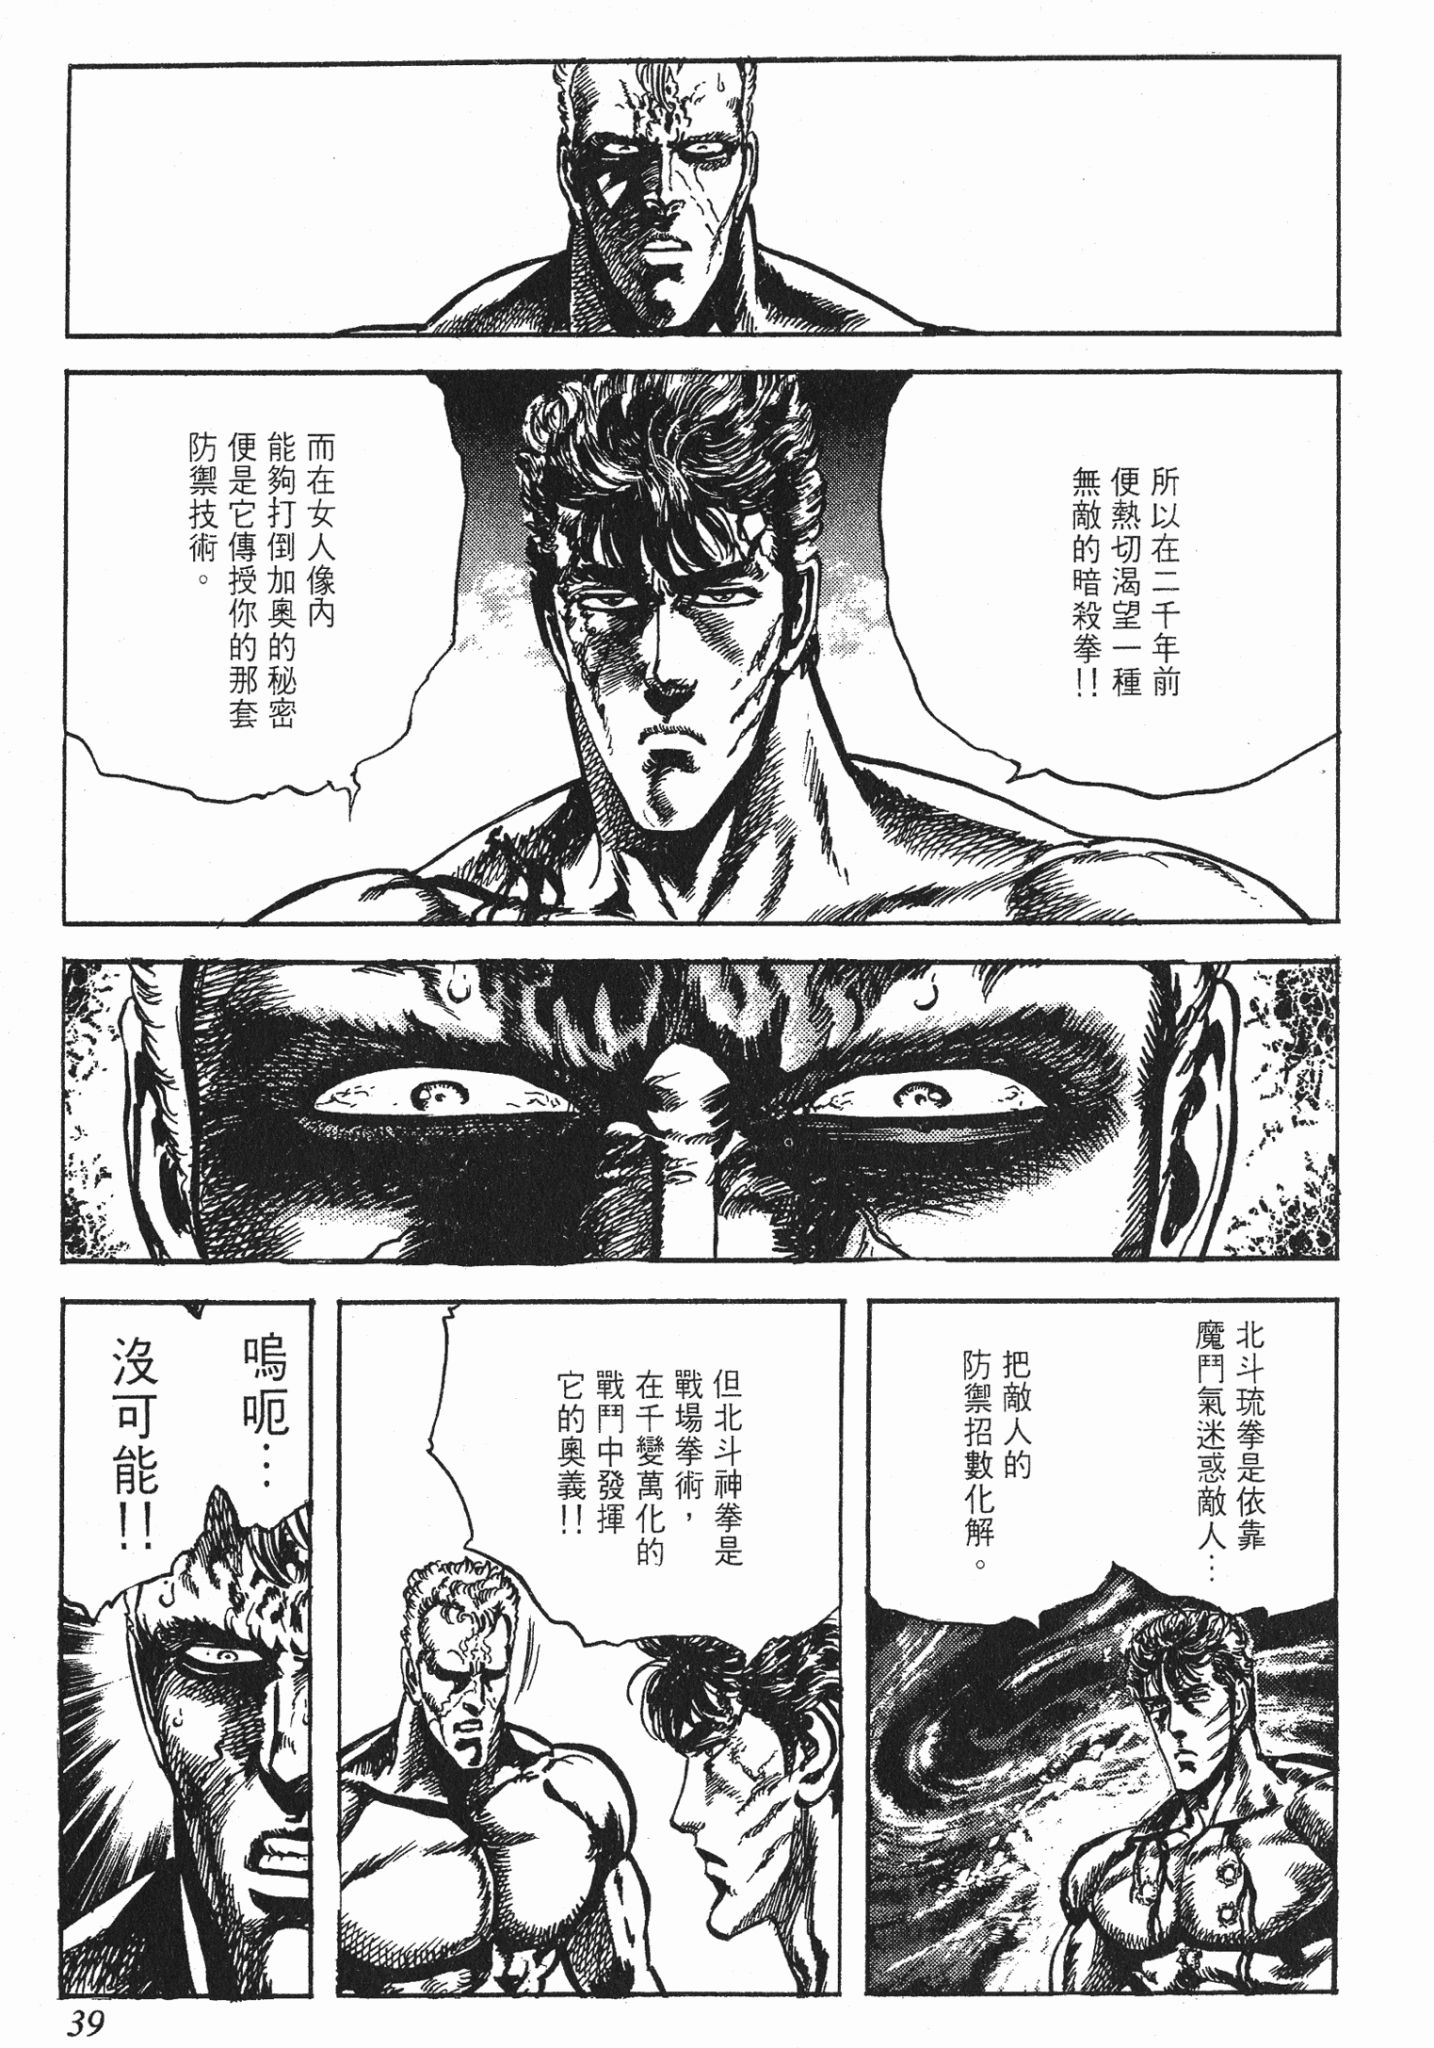 所以在二千年前
便熱切渴望一種
無敵的暗殺拳!!
而在女人像內
能夠打倒加奧的秘密
便是它傳授你的那套
防禦技術。
北斗琉拳是依靠
魔鬥氣迷惑敵人…
把敵人的
防禦招數化解。
但北斗神拳是
戰場拳術，
在千變萬化的
戰鬥中發揮
它的奧義!!
嗚呃…
沒可能!!
39